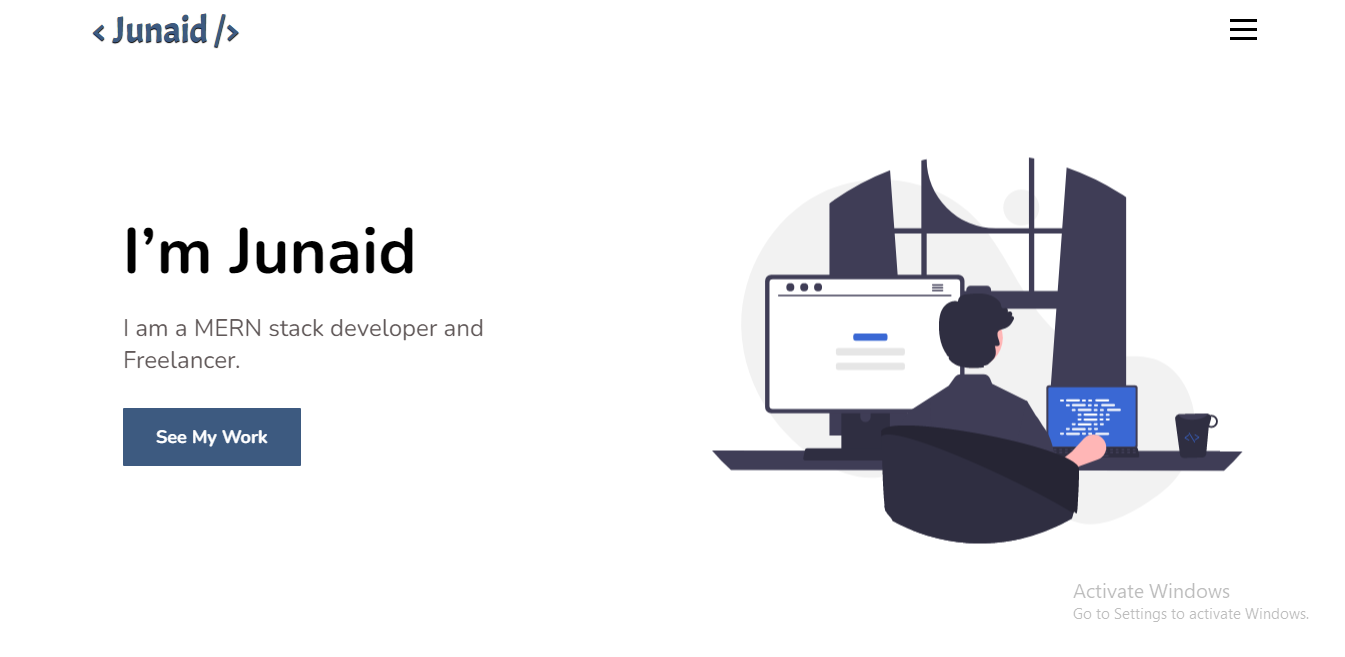 < Junaid />
I'm Junaid
I am a MERN stack developer and
Freelancer.
See My Work
Activate Windows
Go to Settings to activate Windows.